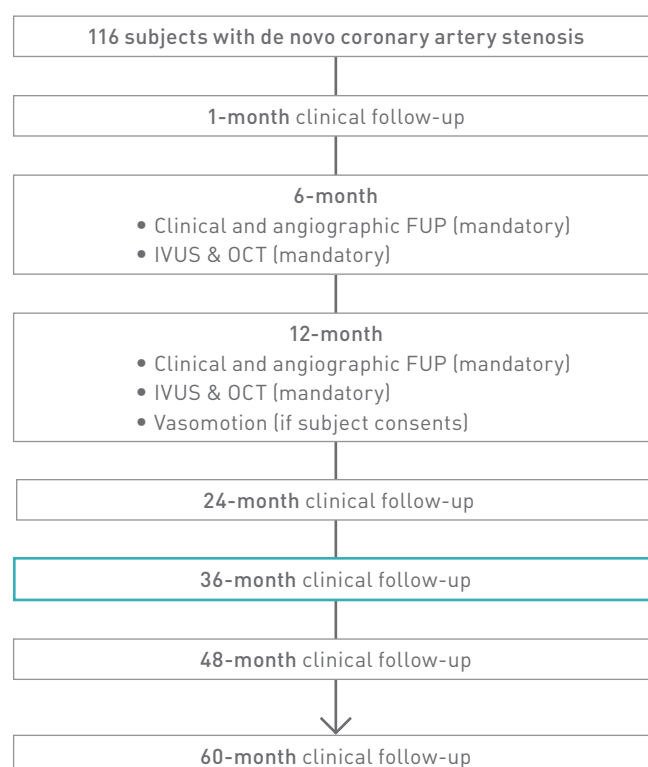 116 subjects with de novo coronary artery stenosis
1-month clinical follow-up
6-month
• Clinical and angiographic FUP (mandatory)
• IVUS & OCT (mandatory)
12-month
• Clinical and angiographic FUP (mandatory)
• IVUS & OCT (mandatory)
• Vasomotion (if subject consents)
24-month clinical follow-up
36-month clinical follow-up
48-month clinical follow-up
60-month clinical follow-up